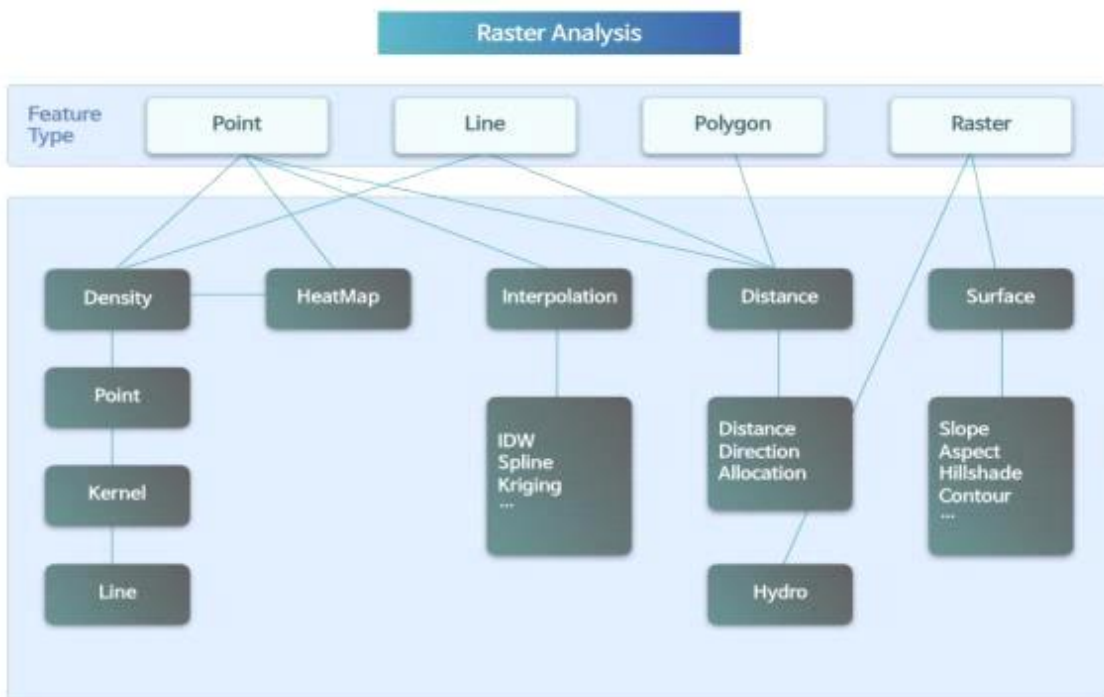 Raster Analysis
Feature
Type
Point
Line
Polygon
Raster
Density
HeatMap
Interpolation
Distance
Surface
Point
Kernel
Line
IDW
Spline
Kriging
...
Distance
Direction
Allocation
Hydro
Slope
Aspect
Hillshade
Contour
...